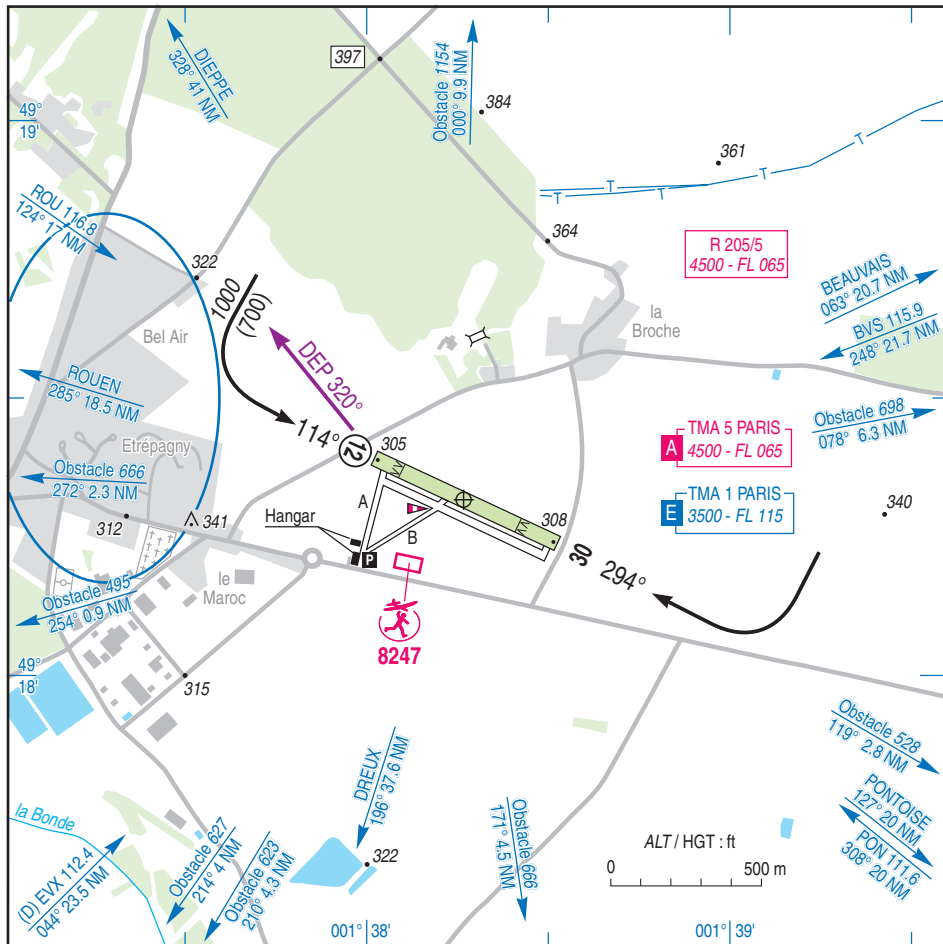 397
DIEPPE
328° 41 NM
Obstacle 1154
000° 9.9 NM
384
49°
19'
361
T
T
T
T
T
ROU 116.8
124° 17 NM
322
364
R 205/5
4500 - FL 065
BEAUVAIS
063° 20.7 NM
BVS 115.9
248° 21.7 NM
1000
(700)
Bel Air
la
Broche
DEP 320°
ROUEN
285° 18.5 NM
Obstacle 698
078° 6.3 NM
114°
12
305
TMA 5 PARIS
A
4500 - FL 065
Etrépagny
Obstacle 666
272° 2.3 NM
TMA 1 PARIS
E
3500 - FL 115
340
312
341
Hangar
A
B
308
30
294°
P
le
Maroc
Obstacle 495
254° 0.9 NM
8247
49°
18'
315
Obstacle 528
119° 2.8 NM
PONTOISE
127° 20 NM
PON 111.6
308° 20 NM
DREUX
196° 37.6 NM
la Bonde
(D) EVX 112.4
044° 23.5 NM
Obstacle 627
214° 4 NM
Obstacle 623
210° 4.3 NM
322
Obstacle 666
171° 4.5 NM
ALT / HGT : ft
0
500 m
001° 38'
001° 39'